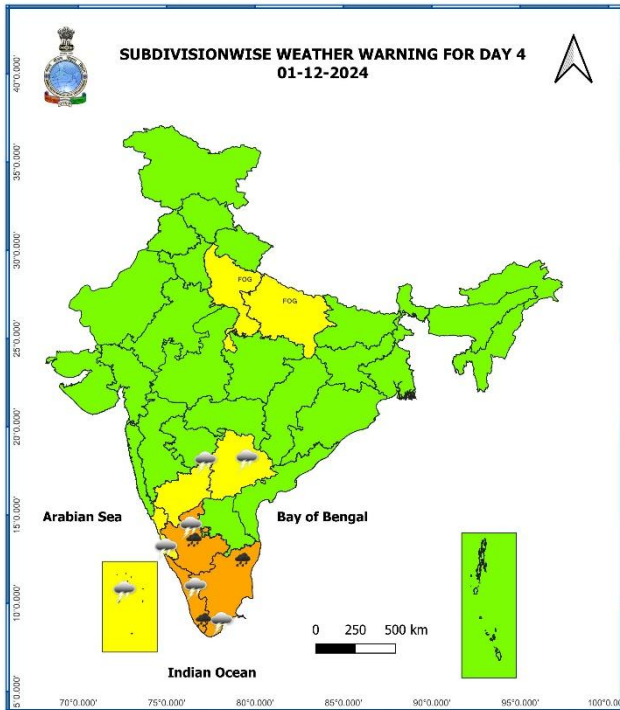 SUBDIVISIONWISE WEATHER WARNING FOR DAY 4
01-12-2024
40°0.000'
35°0.000'
30°0.000'
25°0.000'
20°0.000'
15°0.000'
10°0.000'
5°0.000'
FOG
FOG
Arabian Sea
Bay of Bengal
0 250 500 km
Indian Ocean
70°0.000' 75°0.000' 80°0.000' 85°0.000' 90°0.000' 95°0.000' 100°0.000'